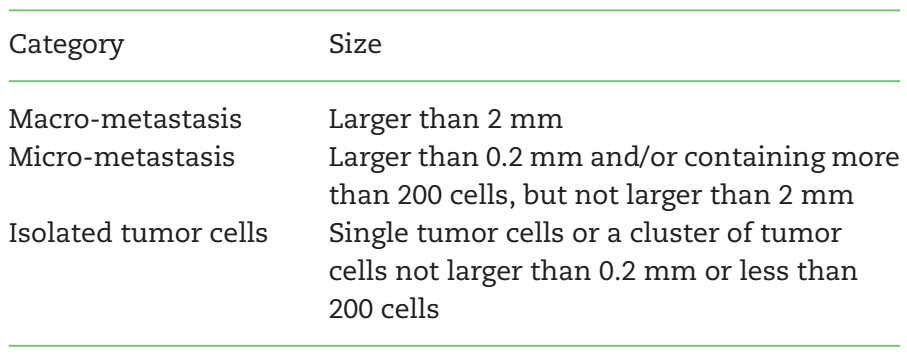 Category Size
Macro-metastasis Larger than 2 mm
Micro-metastasis Larger than 0.2 mm and/or containing more
than 200 cells, but not larger than 2 mm
Isolated tumor cells Single tumor cells or a cluster of tumor
cells not larger than 0.2 mm or less than
200 cells